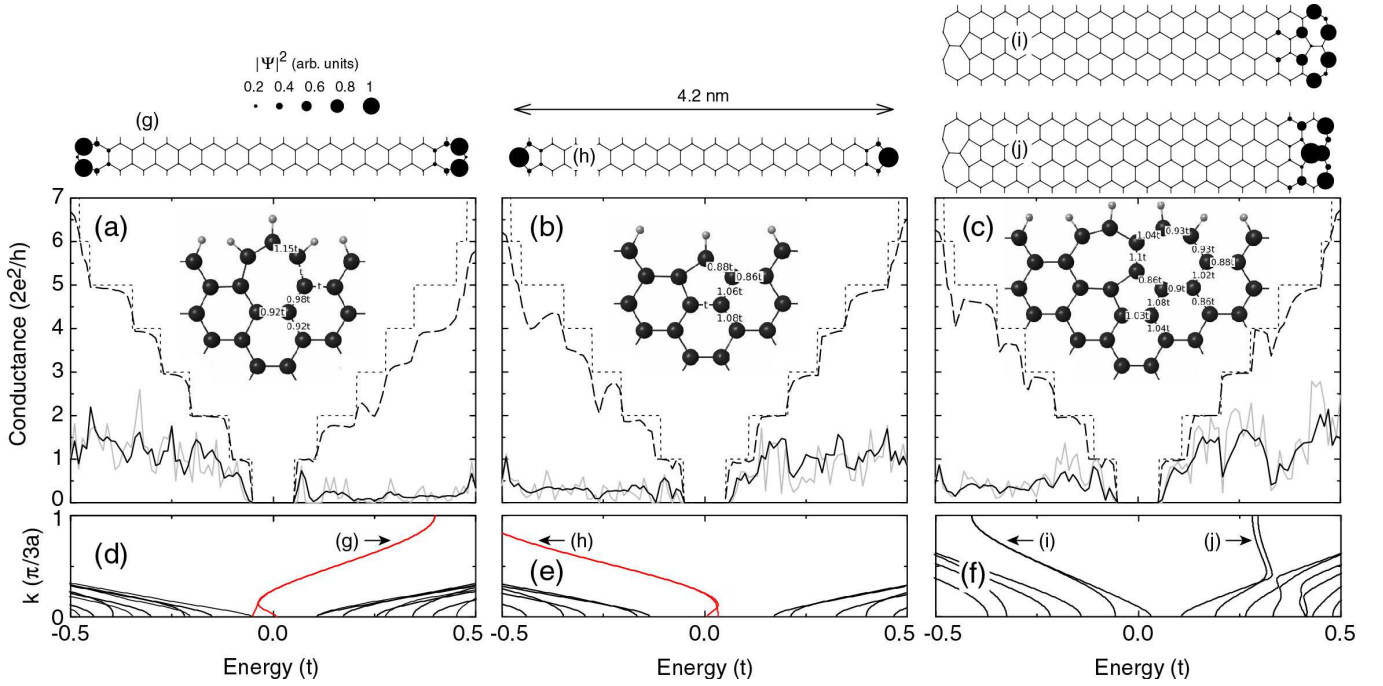 |Ψ|² (arb. units)
0.2 0.4 0.6 0.8 1
(g)
4.2 nm
(h)
(i)
(j)
Conductance (2e²/h)
7
6
5
4
3
2
1
0
(a)
1.15t
t
t
0.98t
0.92t
0.92t
(b)
0.88t
0.86t
1.06t
t
1.08t
(c)
1.04t
0.93t
1.1t
0.93t
0.88t
0.86t
1.02t
0.9t
1.08t
0.86t
1.03t
1.04t
k (π/3a)
1
0
(d)
(g)
(e)
(h)
(f)
(i)
(j)
-0.5 0.0 0.5
-0.5 0.0 0.5
-0.5 0.0 0.5
Energy (t)
Energy (t)
Energy (t)